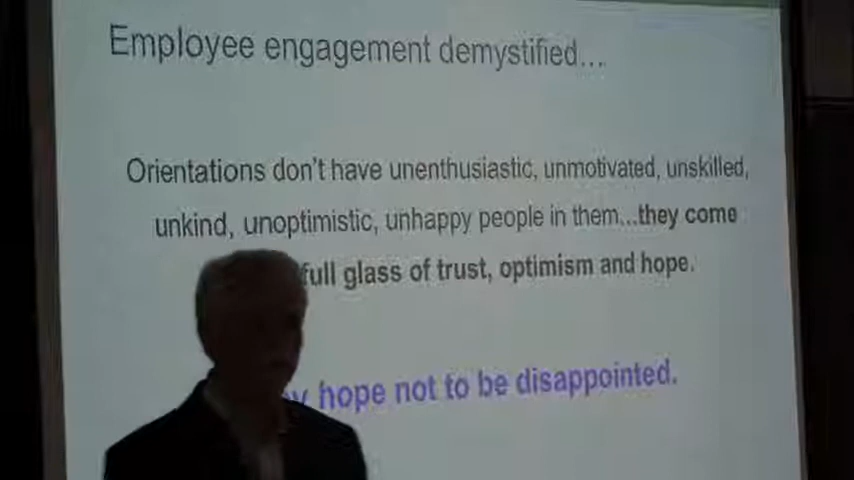 Employee engagement demystified...
Orientations don't have unenthusiastic, unmotivated, unskilled,
unkind, unoptimistic, unhappy people in them...they come
full glass of trust, optimism and hope.
hope not to be disappointed.